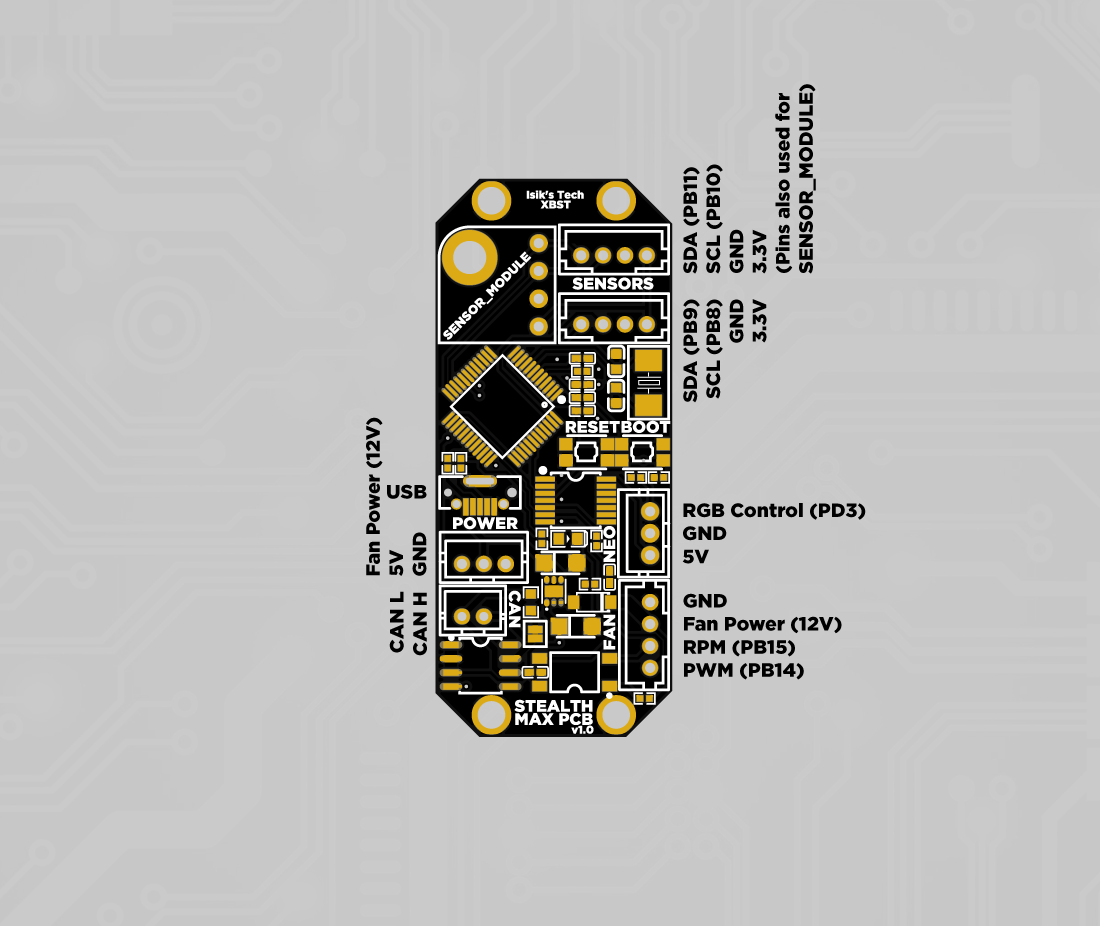 Isik's Tech
XBST
SENSOR_MODULE
SENSORS
SDA (PB11)
SCL (PB10)
GND
3.3V
(Pins also used for
SENSOR_MODULE)
SDA (PB9)
SCL (PB8)
GND
3.3V
RESET BOOT
USB
POWER
Fan Power (12V)
5V
GND
NEO
RGB Control (PD3)
GND
5V
CAN
CAN L
CAN H
FAN
GND
Fan Power (12V)
RPM (PB15)
PWM (PB14)
STEALTH
MAX PCB
v1.0